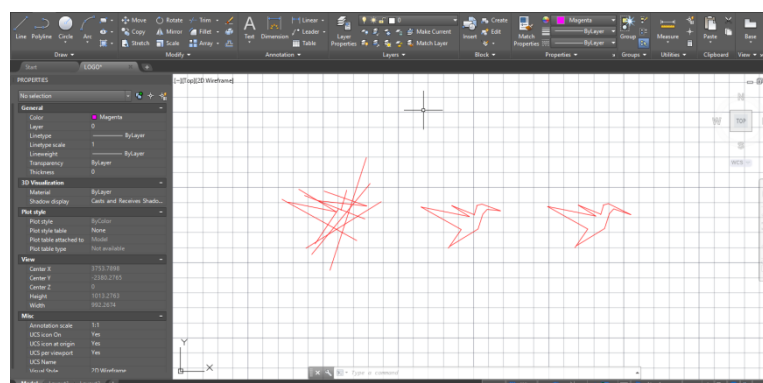 Line Polyline Circle Arc
Move Rotate Trim
Copy Mirror Fillet
Stretch Scale Array
Text Dimension
Linear
Leader
Table
Layer Properties
0
Make Current
Match Layer
Insert
Create
Edit
Match Properties
Magenta
ByLayer
ByLayer
Group
Measure
Paste
Base
Draw
Modify
Annotation
Layers
Block
Properties
Groups
Utilities
Clipboard
View
Start
LOGO*
PROPERTIES
No selection
General
Color Magenta
Layer 0
Linetype ByLayer
Linetype scale 1
Lineweight ByLayer
Transparency ByLayer
Thickness 0
3D Visualization
Material ByLayer
Shadow display Casts and Receives Shado...
Plot style
Plot style ByColor
Plot style table None
Plot table attached to Model
Plot table type Not available
View
Center X 3753.7898
Center Z 0
Height 1013.2763
Misc
Annotation scale 1:1
UCS icon On Yes
UCS icon at origin Yes
UCS per viewport Yes
UCS Name
Visual Style 2D Wireframe
[-][Top][2D Wireframe]
N
W
TOP
S
WCS
Y
X
Type a command